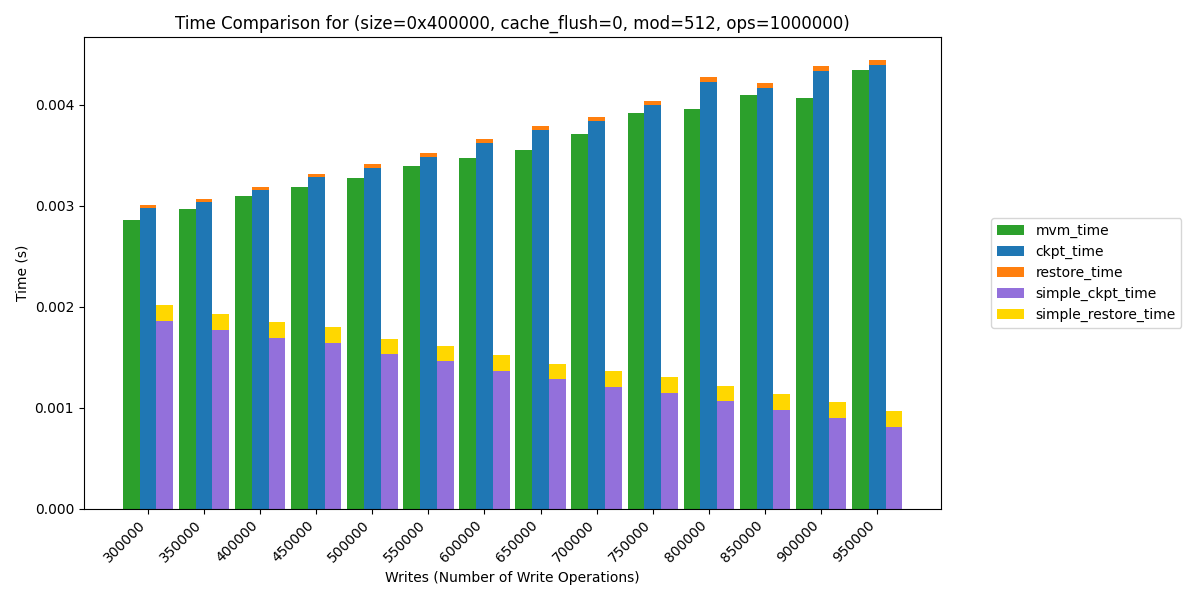 Time Comparison for (size=0x400000, cache_flush=0, mod=512, ops=1000000)
Time (s)
0.004
0.003
0.002
0.001
0.000
300000
350000
400000
450000
500000
550000
600000
650000
700000
750000
800000
850000
900000
950000
Writes (Number of Write Operations)
mvm_time
ckpt_time
restore_time
simple_ckpt_time
simple_restore_time